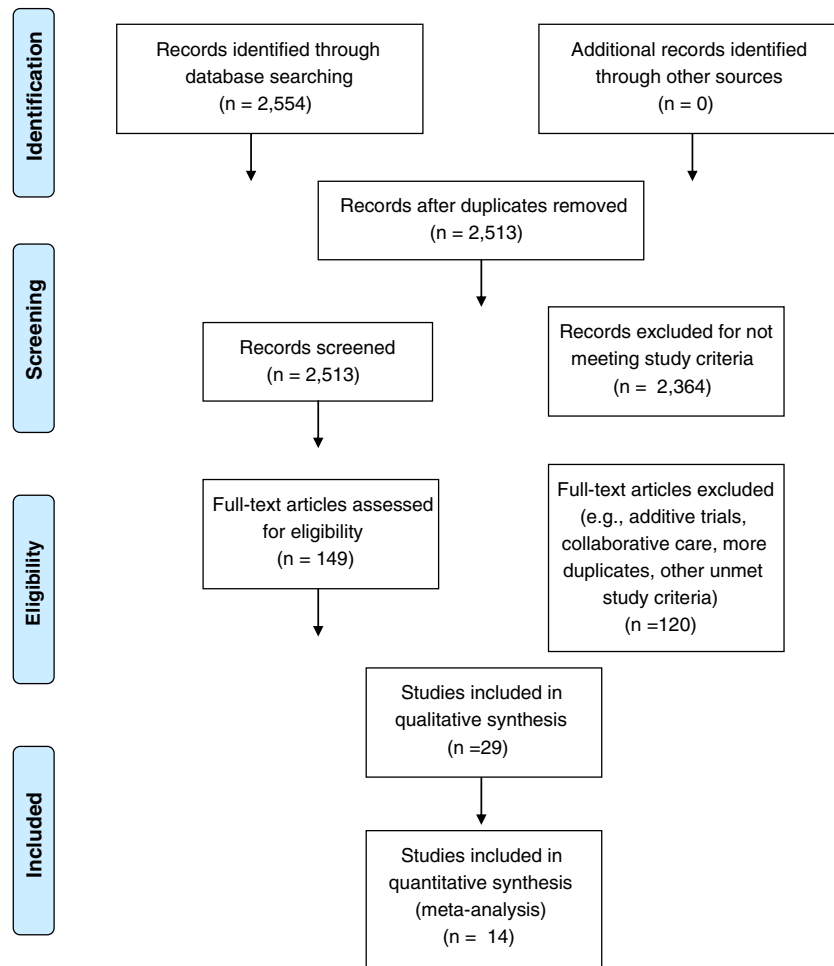 Identification
Records identified through
database searching
(n = 2,554)
Additional records identified
through other sources
(n = 0)
Records after duplicates removed
(n = 2,513)
Screening
Records screened
(n = 2,513)
Records excluded for not
meeting study criteria
(n = 2,364)
Eligibility
Full-text articles assessed
for eligibility
(n = 149)
Full-text articles excluded
(e.g., additive trials,
collaborative care, more
duplicates, other unmet
study criteria)
(n =120)
Studies included in
qualitative synthesis
(n =29)
Included
Studies included in
quantitative synthesis
(meta-analysis)
(n = 14)